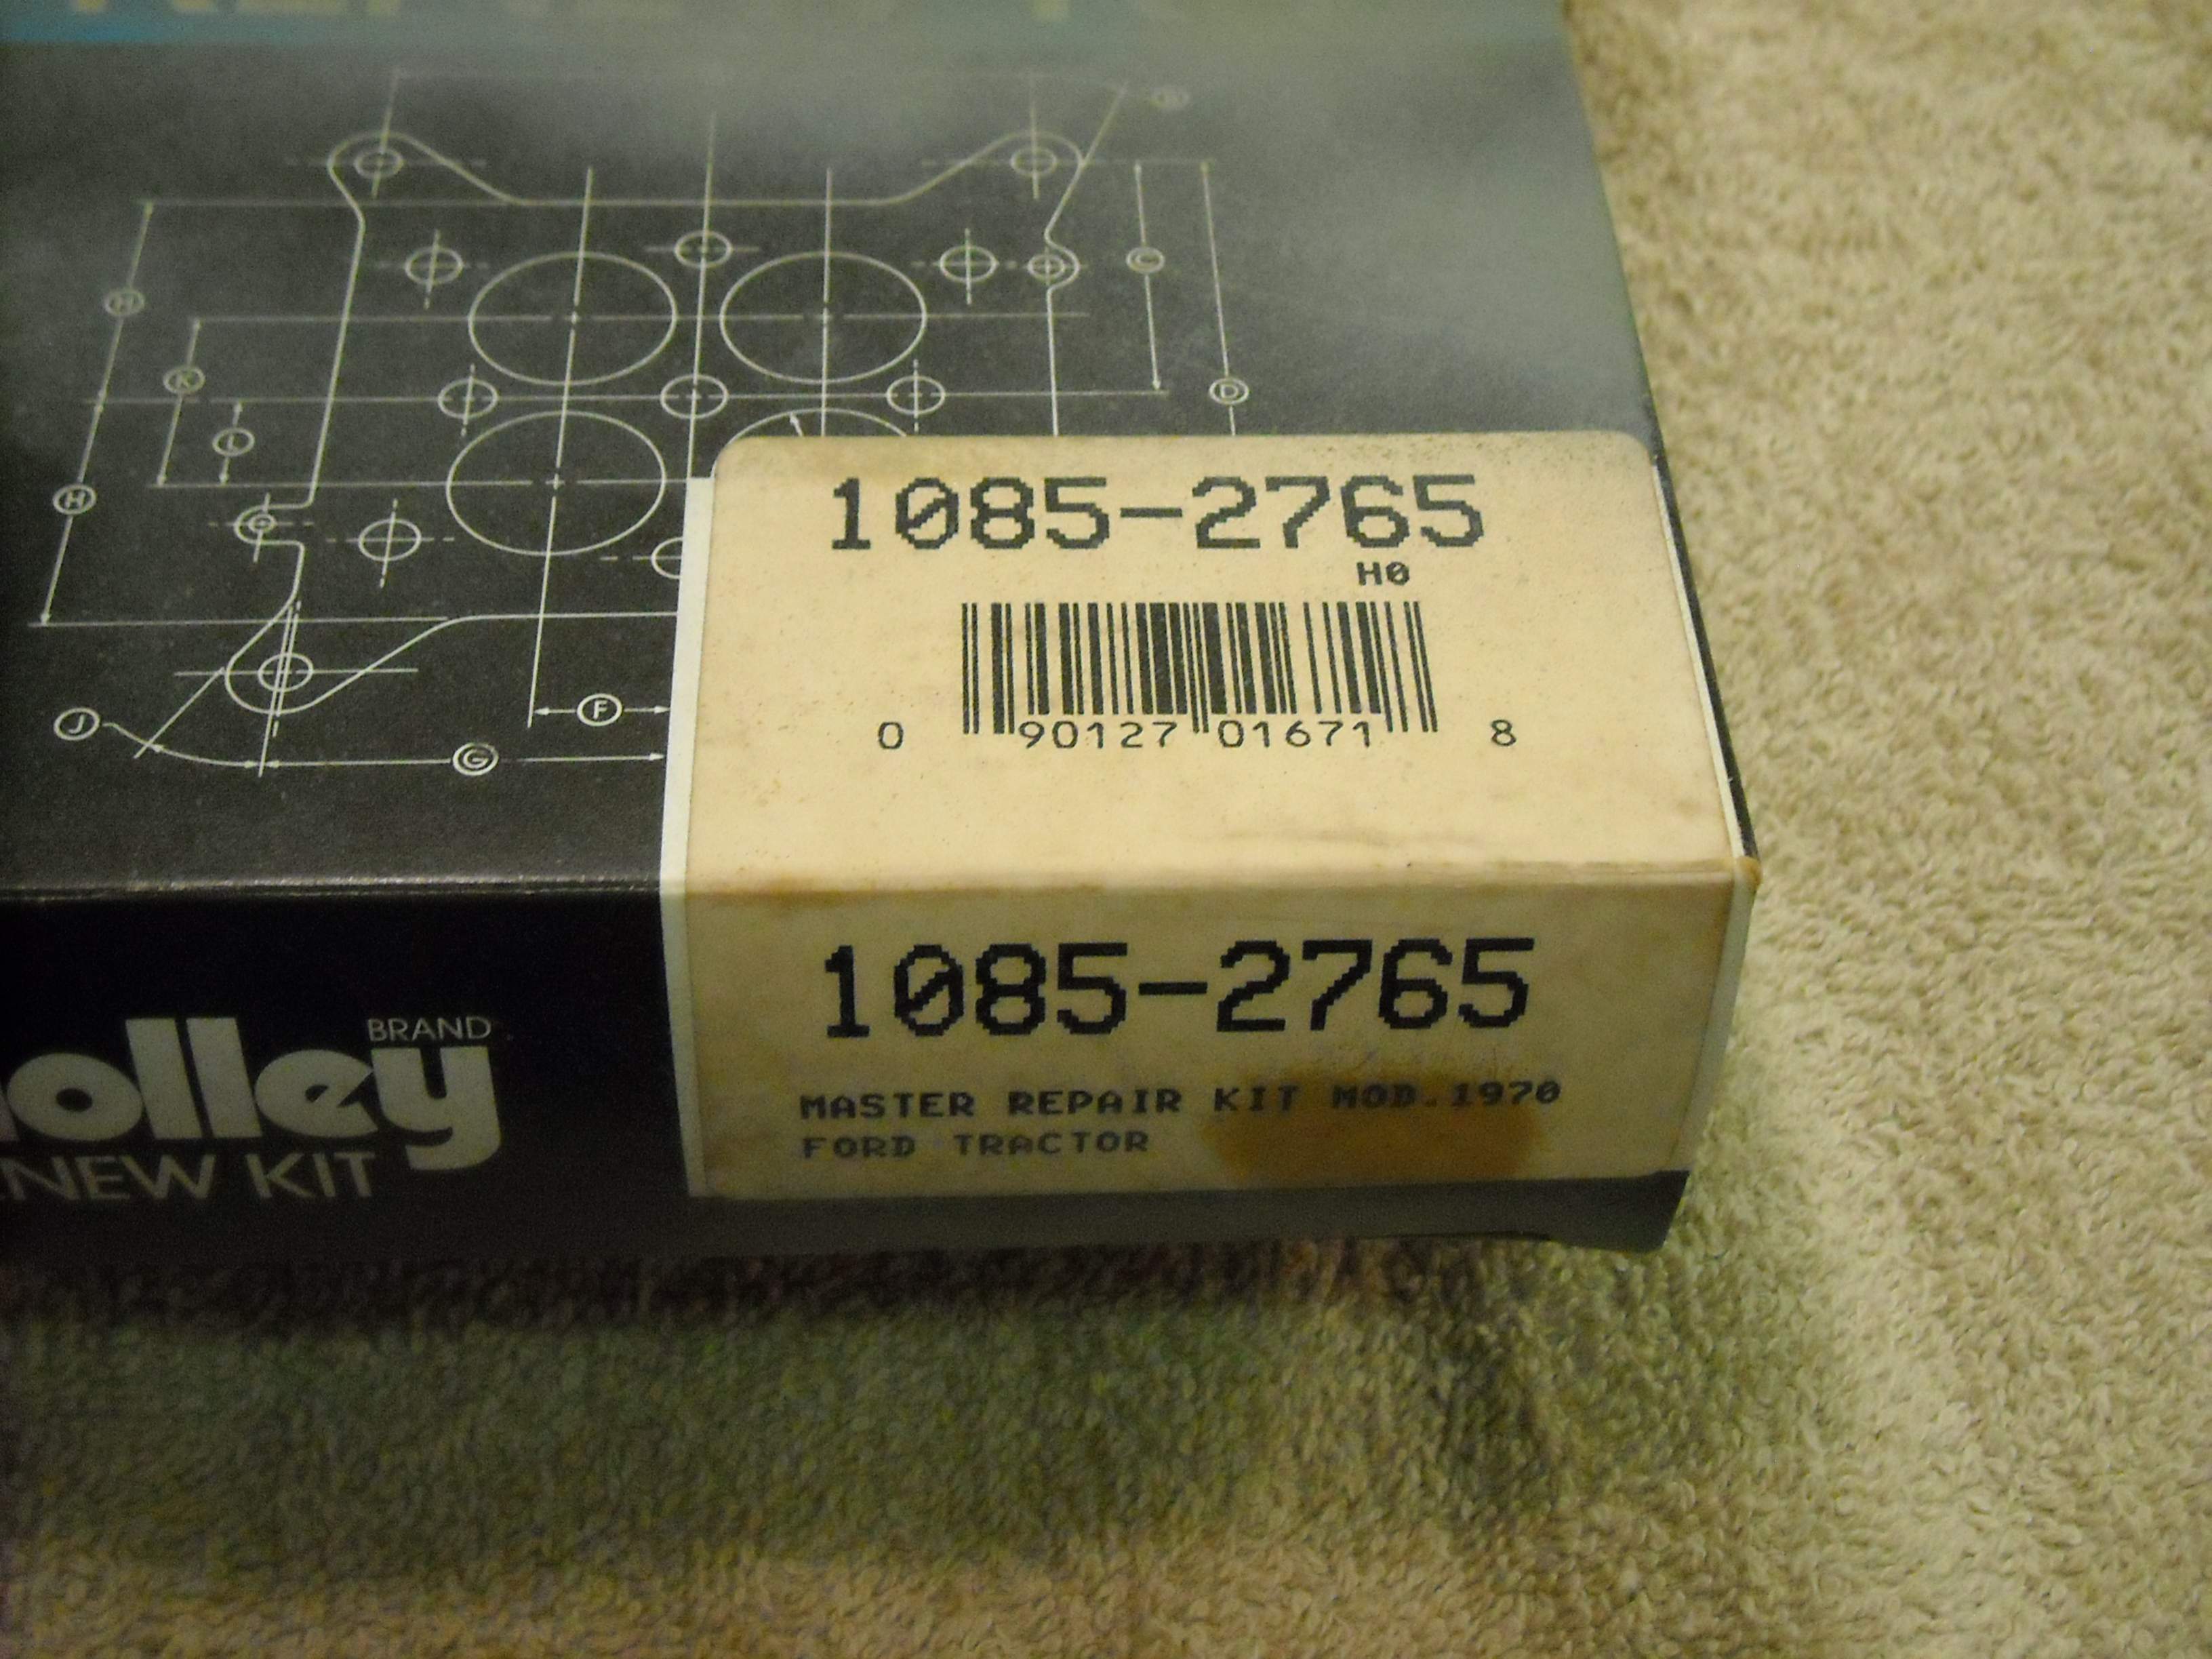 B
H
C
K
D
L
H
J
F
G
1085-2765
H0
0 90127 01671 8
1085-2765
MASTER REPAIR KIT MOD.1970
FORD TRACTOR
BRAND
olley
NEW KIT